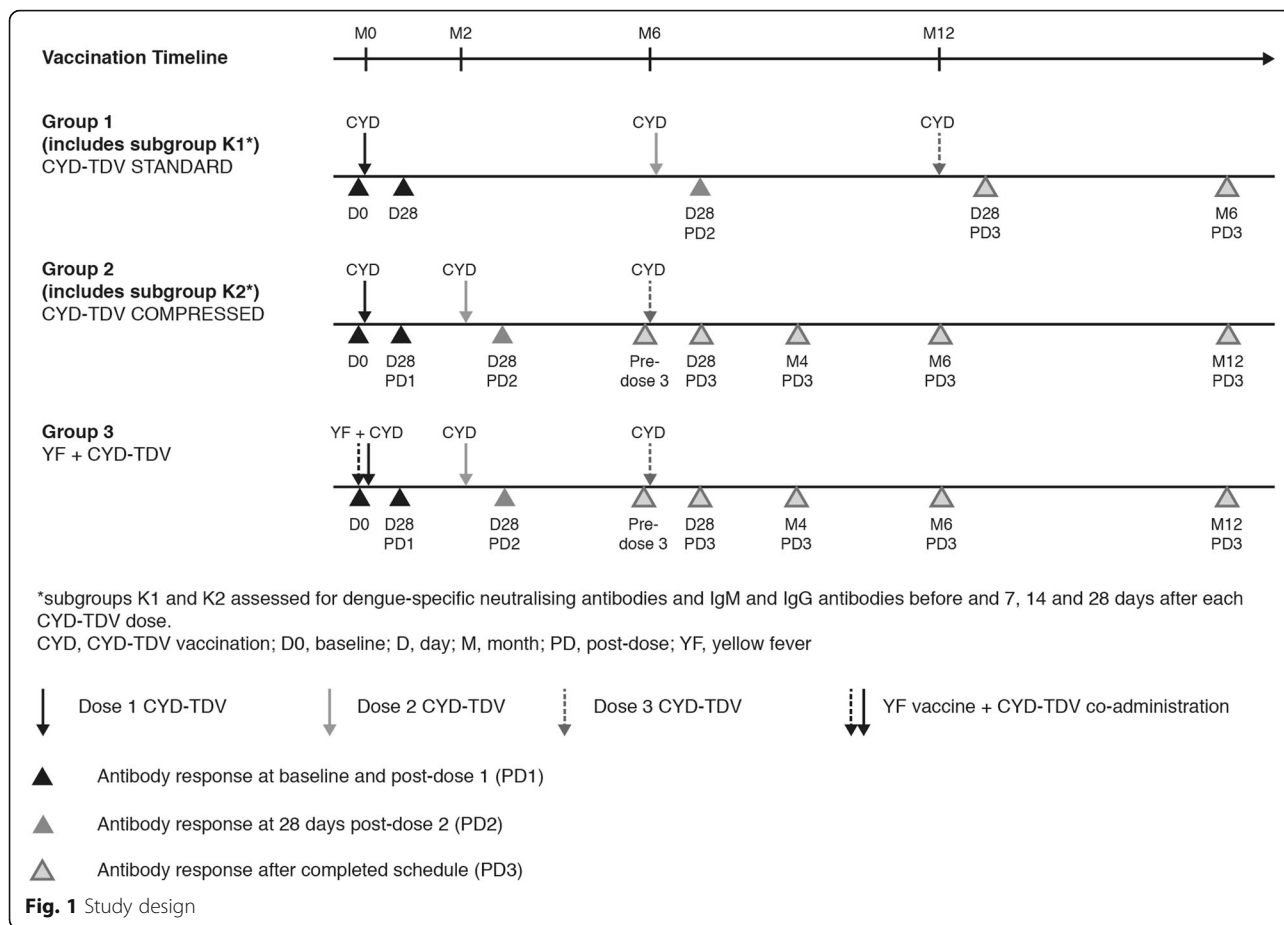 M0 M2 M6 M12
Vaccination Timeline
Group 1
(includes subgroup K1*)
CYD-TDV STANDARD
CYD CYD CYD
D0 D28 D28 D28 M6
PD2 PD3 PD3
Group 2
(includes subgroup K2*)
CYD-TDV COMPRESSED
CYD CYD CYD
D0 D28 D28 Pre- D28 M4 M6 M12
PD1 PD2 dose 3 PD3 PD3 PD3 PD3
Group 3
YF + CYD-TDV
YF + CYD CYD CYD
D0 D28 D28 Pre- D28 M4 M6 M12
PD1 PD2 dose 3 PD3 PD3 PD3 PD3
*subgroups K1 and K2 assessed for dengue-specific neutralising antibodies and IgM and IgG antibodies before and 7, 14 and 28 days after each
CYD-TDV dose.
CYD, CYD-TDV vaccination; D0, baseline; D, day; M, month; PD, post-dose; YF, yellow fever
Dose 1 CYD-TDV Dose 2 CYD-TDV Dose 3 CYD-TDV YF vaccine + CYD-TDV co-administration
Antibody response at baseline and post-dose 1 (PD1)
Antibody response at 28 days post-dose 2 (PD2)
Antibody response after completed schedule (PD3)
Fig. 1 Study design